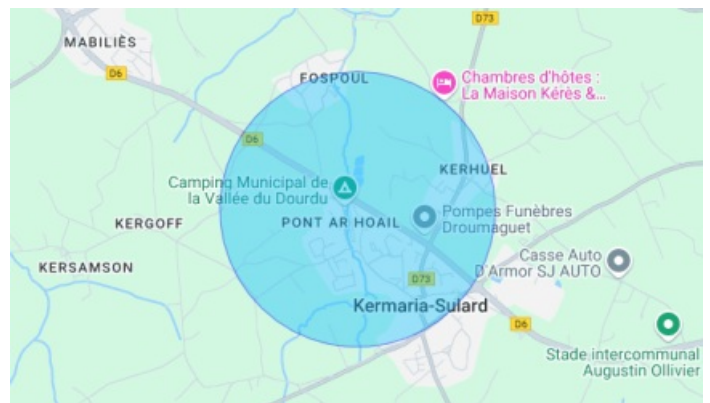 D73
MABILIÈS
D6
FOSPOUL
Chambres d'hôtes :
La Maison Kérès &...
D6
KERHUEL
Camping Municipal de
la Vallée du Dourdu
KERGOFF
PONT AR HOAIL
Pompes Funèbres
Droumaguet
KERSAMSON
Casse Auto
D'Armor SJ AUTO
D73
Kermaria-Sulard
D6
Stade intercommunal
Augustin Ollivier